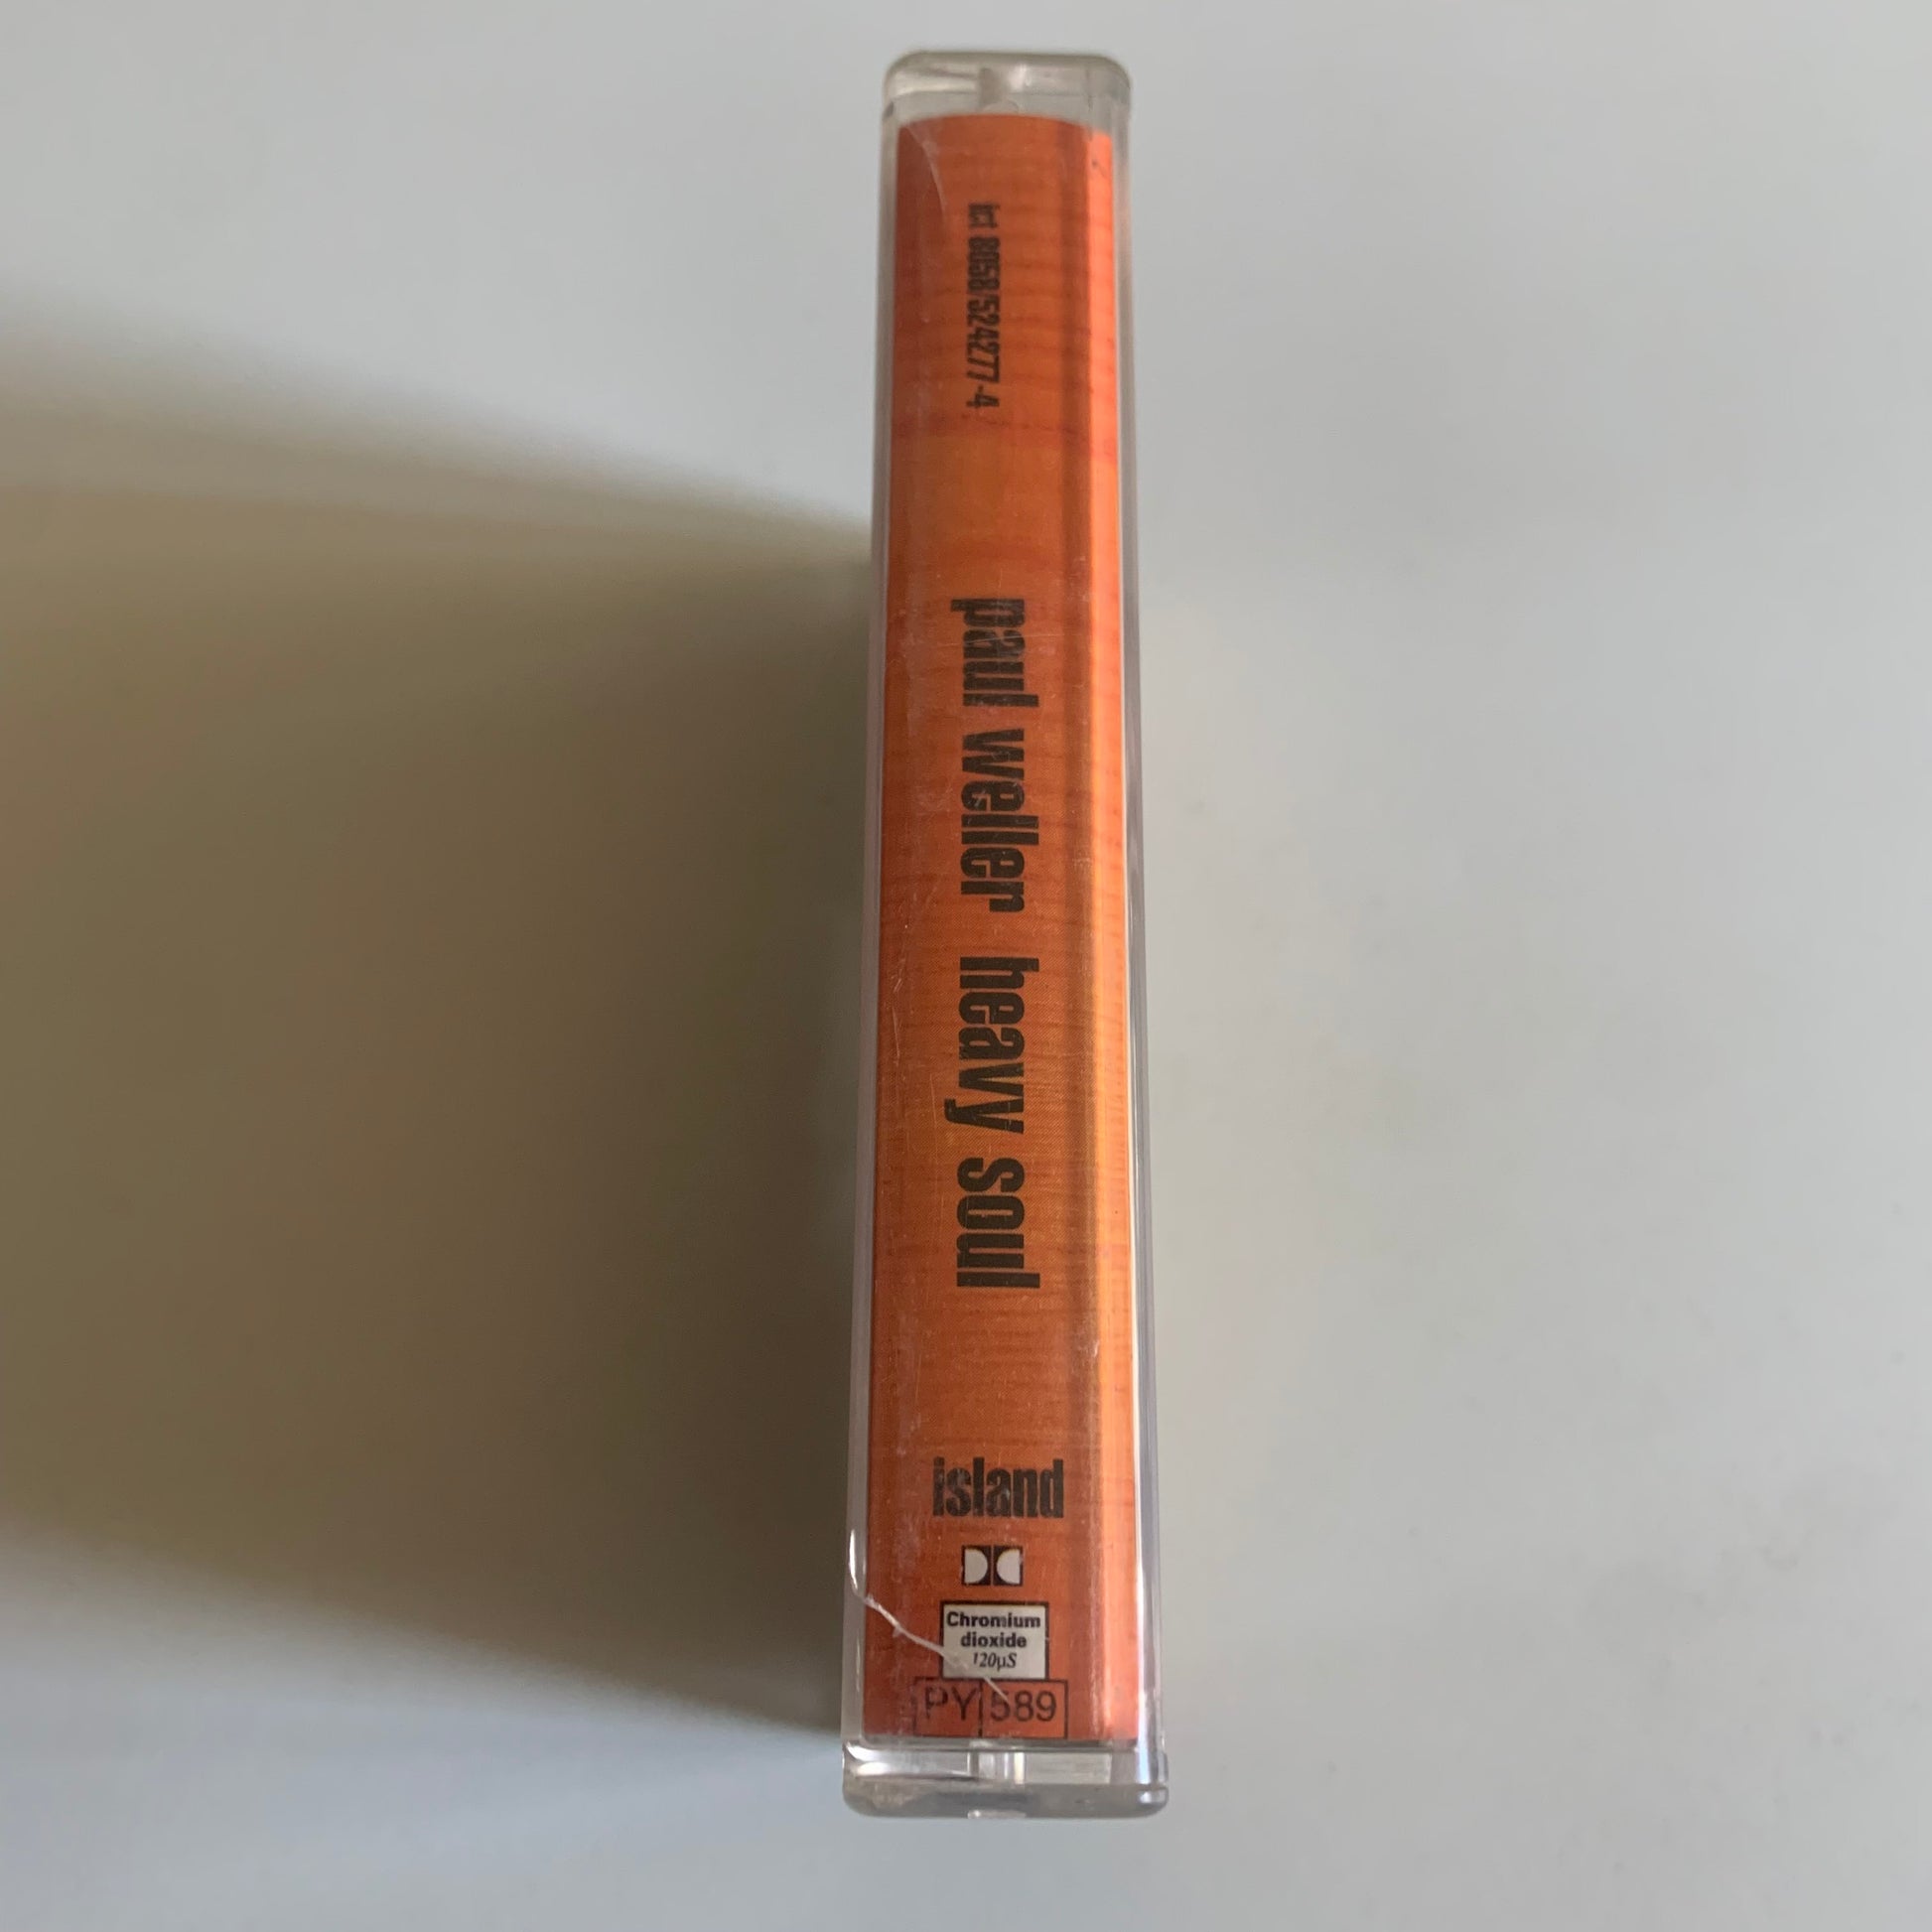 ict 8058/524277-4
paul weller heavy soul
island
Chromium
dioxide
120µS
PY 589